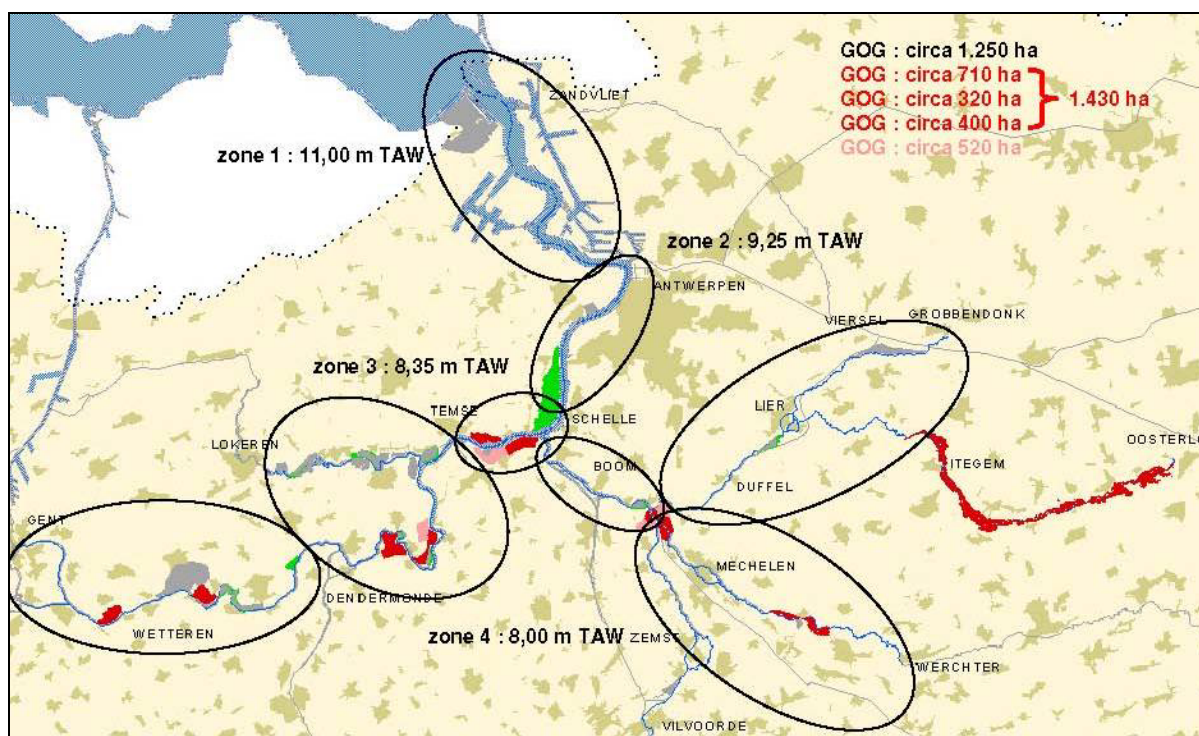 GOG : circa 1.250 ha
GOG : circa 710 ha
GOG : circa 320 ha
1.430 ha
GOG : circa 400 ha
GOG : circa 520 ha
ZANDVLIET
zone 1 : 11,00 m TAW
zone 2 : 9,25 m TAW
ANTWERPEN
GROBBENDONK
VIERSEL
zone 3 : 8,35 m TAW
TEMSE
LIER
SCHELLE
LOKEREN
OOSTERLO
BOOM
ITEGEM
DUFFEL
GENT
MECHELEN
DENDERMONDE
WETTEREN
zone 4 : 8,00 m TAW
ZEMST
WERCHTER
VILVOORDE